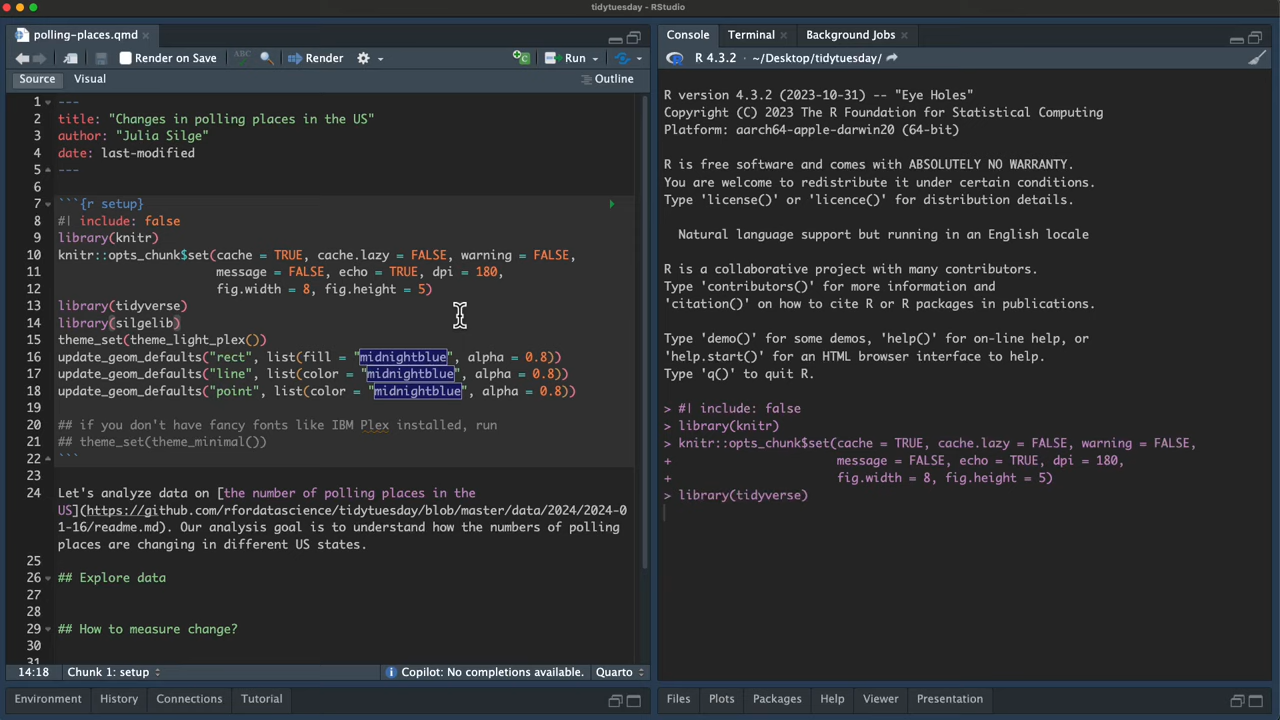 tidytuesday - RStudio
polling-places.qmd
Render on Save
ABC
Render
Run
Source
Visual
Outline
1 ---
2 title: "Changes in polling places in the US"
3 author: "Julia Silge"
4 date: last-modified
5 ---
6
7 ```{r setup}
8 #| include: false
9 library(knitr)
10 knitr::opts_chunk$set(cache = TRUE, cache.lazy = FALSE, warning = FALSE,
11 message = FALSE, echo = TRUE, dpi = 180,
12 fig.width = 8, fig.height = 5)
13 library(tidyverse)
14 library(silgelib)
15 theme_set(theme_light_plex())
16 update_geom_defaults("rect", list(fill = "midnightblue", alpha = 0.8))
17 update_geom_defaults("line", list(color = "midnightblue", alpha = 0.8))
18 update_geom_defaults("point", list(color = "midnightblue", alpha = 0.8))
19
20 ## if you don't have fancy fonts like IBM Plex installed, run
21 ## theme_set(theme_minimal())
22 ```
23
24 Let's analyze data on [the number of polling places in the
US](https://github.com/rfordatascience/tidytuesday/blob/master/data/2024/2024-0
1-16/readme.md). Our analysis goal is to understand how the numbers of polling
places are changing in different US states.
25
26 ## Explore data
27
28
29 ## How to measure change?
30
31
14:18
Chunk 1: setup
Copilot: No completions available.
Quarto
Environment
History
Connections
Tutorial
Console
Terminal
Background Jobs
R 4.3.2 · ~/Desktop/tidytuesday/
R version 4.3.2 (2023-10-31) -- "Eye Holes"
Copyright (C) 2023 The R Foundation for Statistical Computing
Platform: aarch64-apple-darwin20 (64-bit)
R is free software and comes with ABSOLUTELY NO WARRANTY.
You are welcome to redistribute it under certain conditions.
Type 'license()' or 'licence()' for distribution details.
Natural language support but running in an English locale
R is a collaborative project with many contributors.
Type 'contributors()' for more information and
'citation()' on how to cite R or R packages in publications.
Type 'demo()' for some demos, 'help()' for on-line help, or
'help.start()' for an HTML browser interface to help.
Type 'q()' to quit R.
> #| include: false
> library(knitr)
> knitr::opts_chunk$set(cache = TRUE, cache.lazy = FALSE, warning = FALSE,
+ message = FALSE, echo = TRUE, dpi = 180,
+ fig.width = 8, fig.height = 5)
> library(tidyverse)
Files
Plots
Packages
Help
Viewer
Presentation